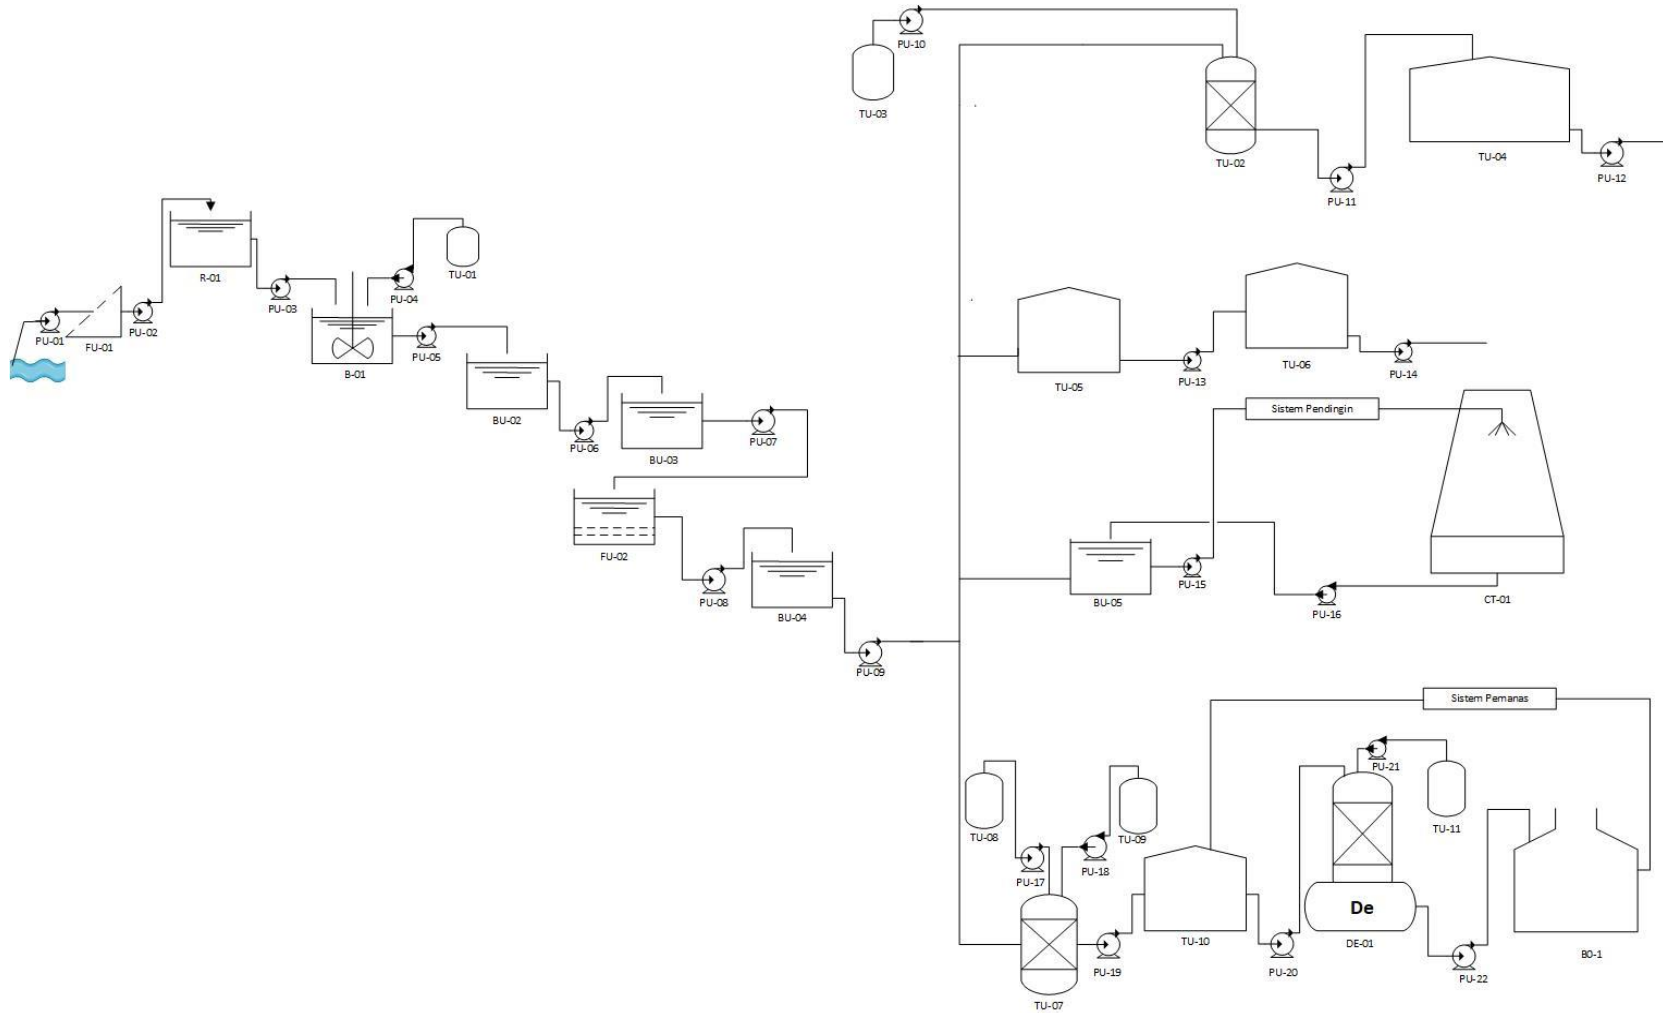 PU-10
TU-03
TU-02
TU-04
PU-12
PU-11
R-01
TU-01
PU-04
PU-03
PU-01
FU-01
PU-02
B-01
PU-05
BU-02
PU-06
BU-03
PU-07
FU-02
PU-08
BU-04
PU-09
TU-05
PU-13
TU-06
PU-14
Sistem Pendingin
BU-05
PU-15
PU-16
CT-01
Sistem Pemanas
TU-08
PU-17
PU-18
TU-09
TU-07
PU-19
TU-10
PU-20
PU-21
TU-11
De
DE-01
PU-22
B0-1